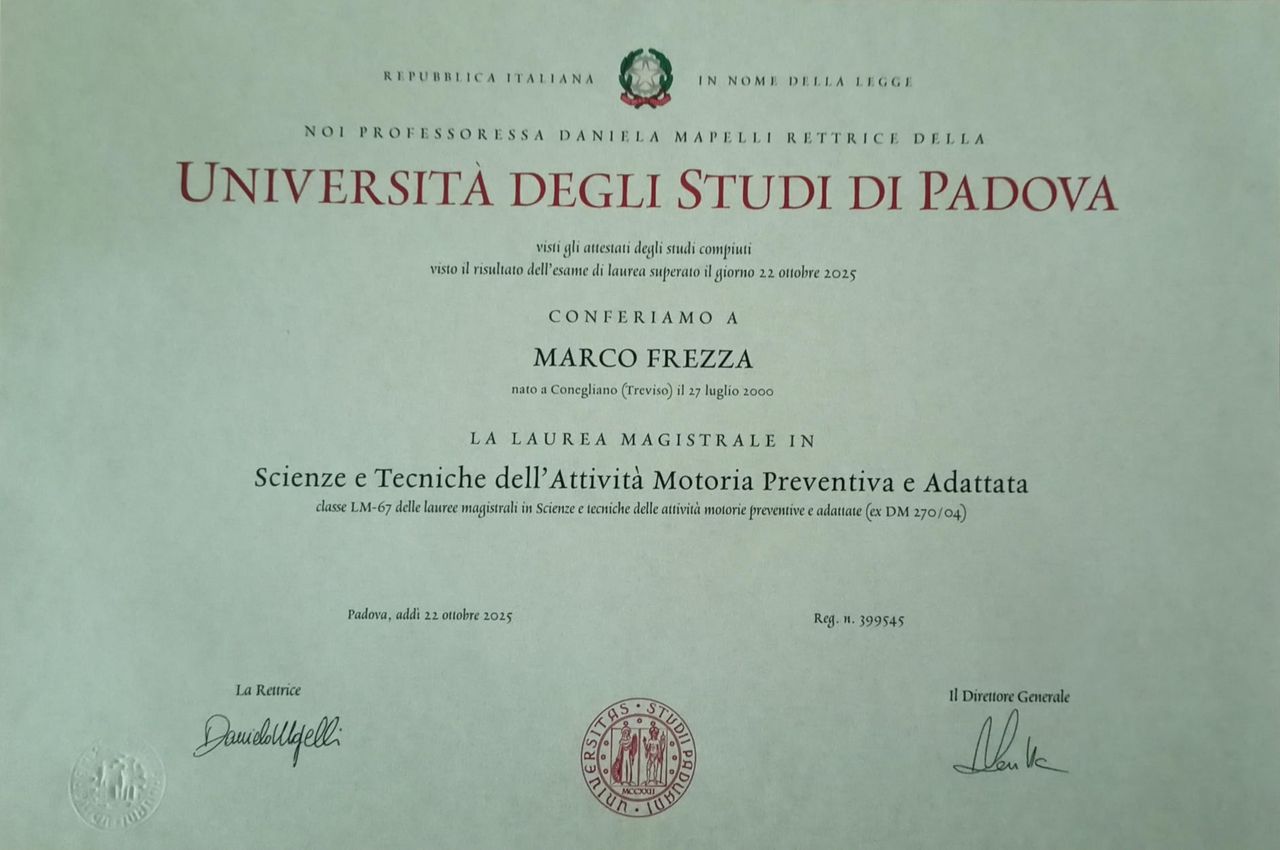 REPUBBLICA ITALIANA IN NOME DELLA LEGGE
NOI PROFESSORESSA DANIELA MAPELLI RETTRICE DELLA
UNIVERSITÀ DEGLI STUDI DI PADOVA
visti gli attestati degli studi compiuti
visto il risultato dell'esame di laurea superato il giorno 22 ottobre 2025
CONFERIAMO A
MARCO FREZZA
nato a Conegliano (Treviso) il 27 luglio 2000
LA LAUREA MAGISTRALE IN
Scienze e Tecniche dell'Attività Motoria Preventiva e Adattata
classe LM-67 delle lauree magistrali in Scienze e tecniche delle attività motorie preventive e adattate (ex DM 270/04)
Padova, addì 22 ottobre 2025 Reg. n. 399545
La Rettrice Il Direttore Generale
Daniela Mapelli
UNIVERSITAS STUDII PADUANI
MCCXXII